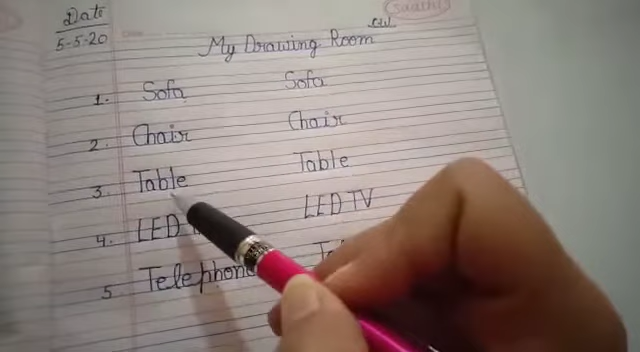 Date
5-5-20
Saathi
C.W
My Drawing Room
1. Sofa Sofa
2. Chair Chair
3. Table Table
4. LED LED TV
5 Telephone